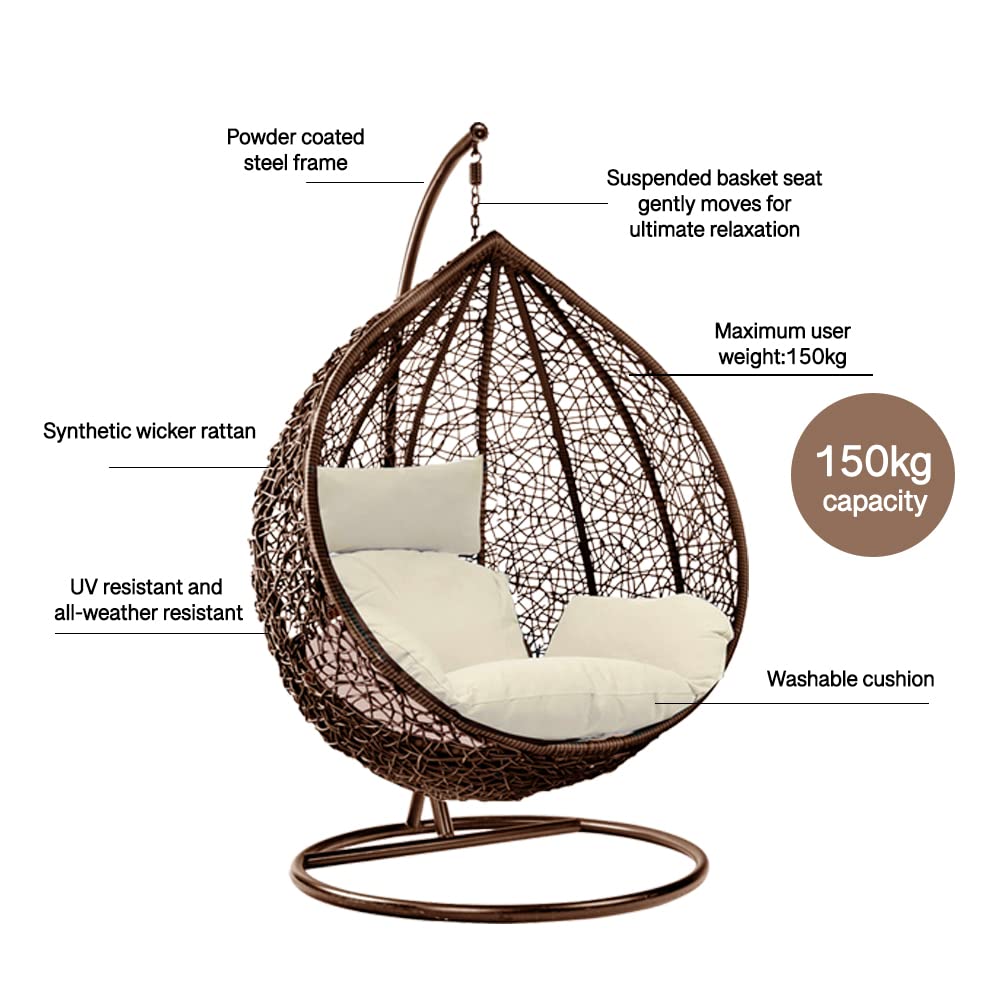 Powder coated
steel frame
Suspended basket seat
gently moves for
ultimate relaxation
Maximum user
weight:150kg
150kg
capacity
Synthetic wicker rattan
UV resistant and
all-weather resistant
Washable cushion